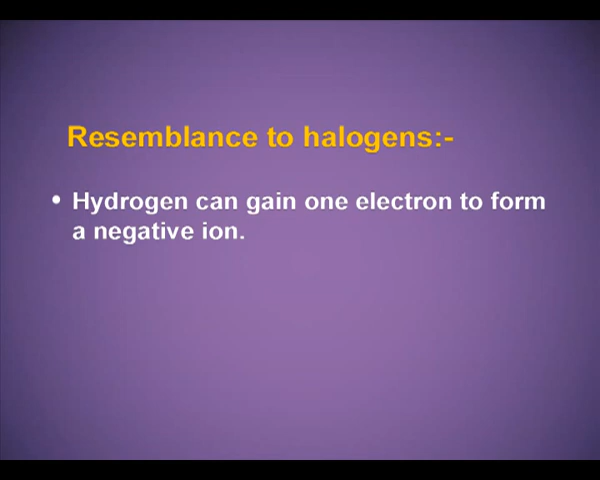 Resemblance to halogens:-
• Hydrogen can gain one electron to form
a negative ion.